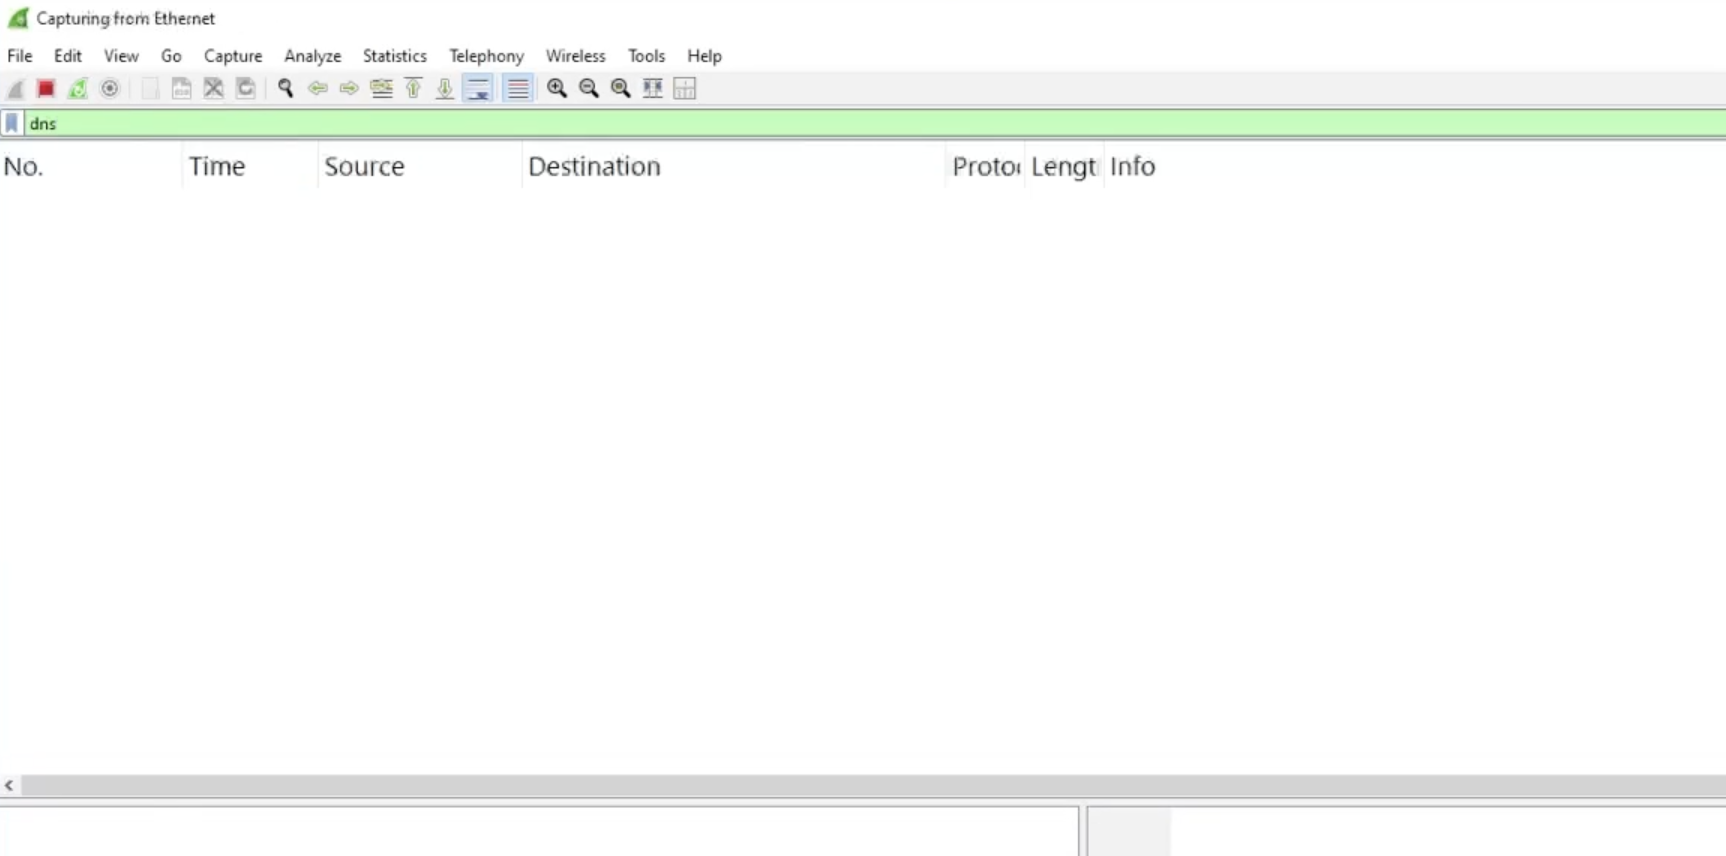 Capturing from Ethernet
File Edit View Go Capture Analyze Statistics Telephony Wireless Tools Help
dns
No. Time Source Destination Protoc Lengt Info